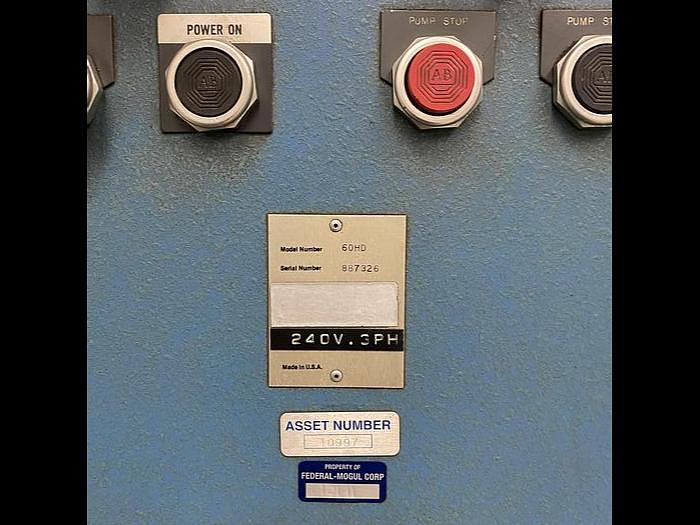 POWER ON
PUMP STOP
PUMP ST
AB
AB
Model Number 60HD
Serial Number 887326
240V.3PH
Made in U.S.A.
ASSET NUMBER
10997
PROPERTY OF
FEDERAL-MOGUL CORP